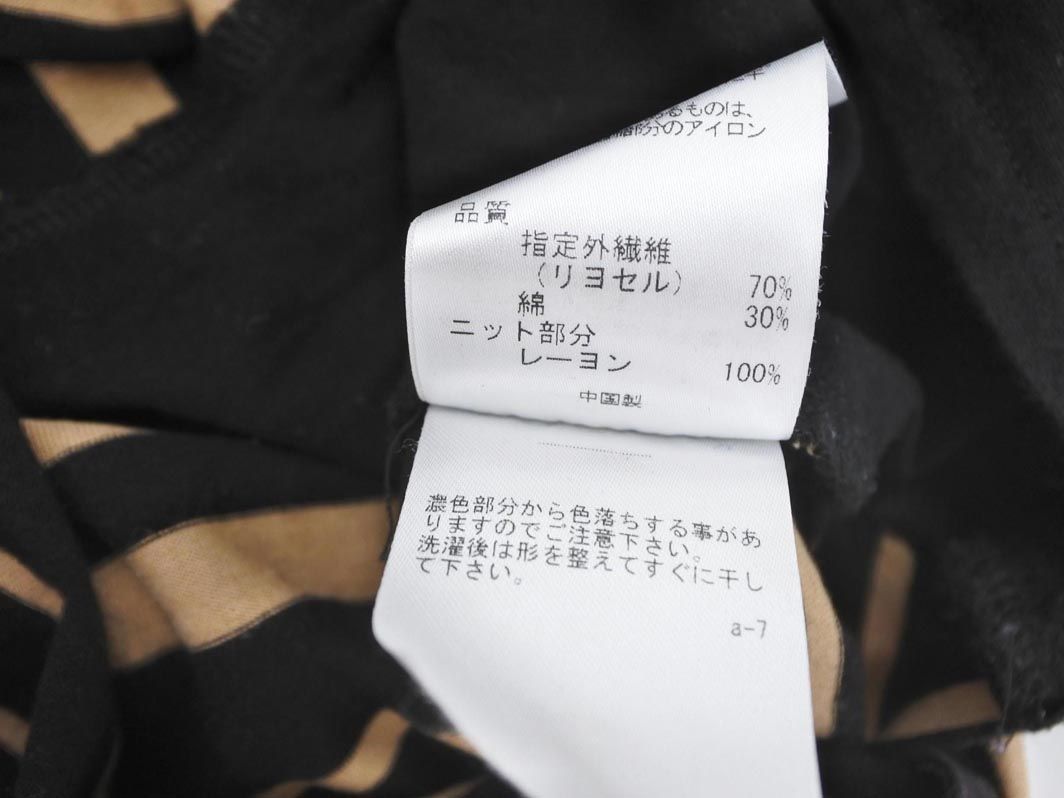 るものは、
部分のアイロン
品質
指定外繊維
(リヨセル) 70%
綿 30%
ニット部分
レーヨン 100%
中国製
濃色部分から色落ちする事があ
りますのでご注意下さい。
洗濯後は形を整えてすぐに干し
て下さい。
a-7